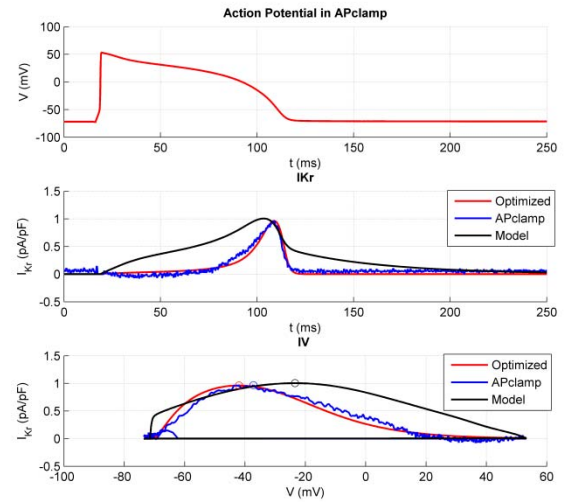 Action Potential in APclamp
100
50
0
-50
-100
V (mV)
0 50 100 150 200 250
t (ms)
IKr
1.5
1
0.5
0
-0.5
I_Kr (pA/pF)
Optimized
APclamp
Model
0 50 100 150 200 250
t (ms)
IV
1.5
1
0.5
0
-0.5
I_Kr (pA/pF)
Optimized
APclamp
Model
-100 -80 -60 -40 -20 0 20 40 60
V (mV)